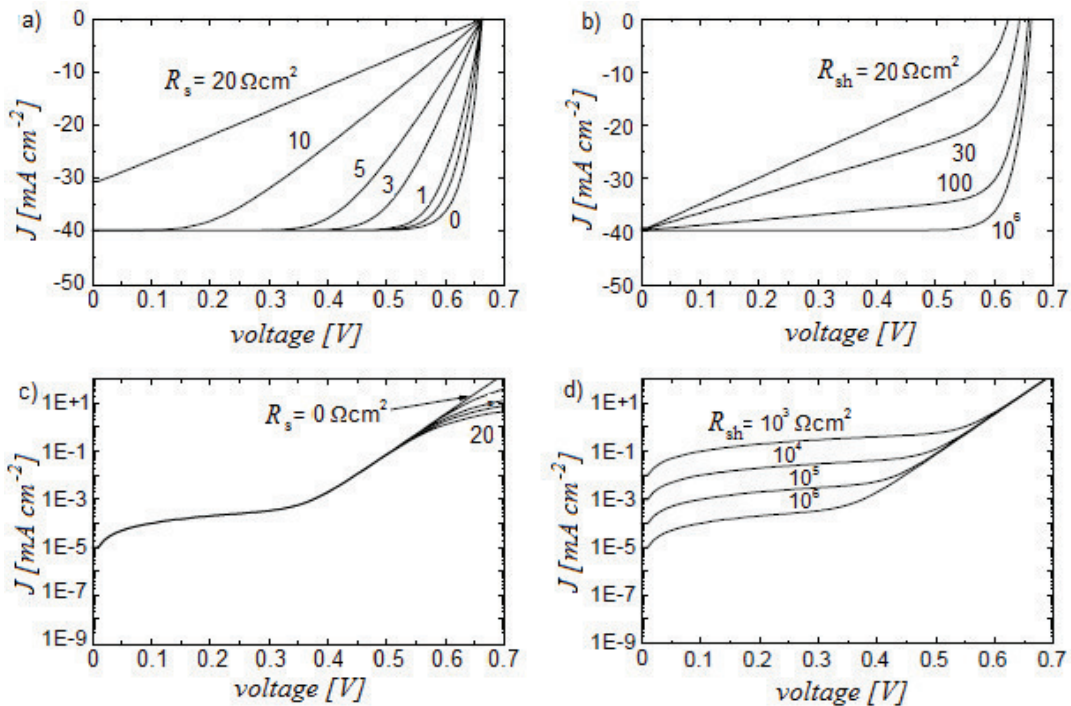 a)
0
-10
-20
-30
-40
-50
J [mA cm⁻²]
R_s = 20 Ωcm²
10
5
3
1
0
0 0.1 0.2 0.3 0.4 0.5 0.6 0.7
voltage [V]
b)
0
-10
-20
-30
-40
-50
J [mA cm⁻²]
R_sh = 20 Ωcm²
30
100
10⁶
0 0.1 0.2 0.3 0.4 0.5 0.6 0.7
voltage [V]
c)
1E+1
1E-1
1E-3
1E-5
1E-7
1E-9
J [mA cm⁻²]
R_s = 0 Ωcm²
20
0 0.1 0.2 0.3 0.4 0.5 0.6 0.7
voltage [V]
d)
1E+1
1E-1
1E-3
1E-5
1E-7
1E-9
J [mA cm⁻²]
R_sh = 10³ Ωcm²
10⁴
10⁵
10⁶
0 0.1 0.2 0.3 0.4 0.5 0.6 0.7
voltage [V]